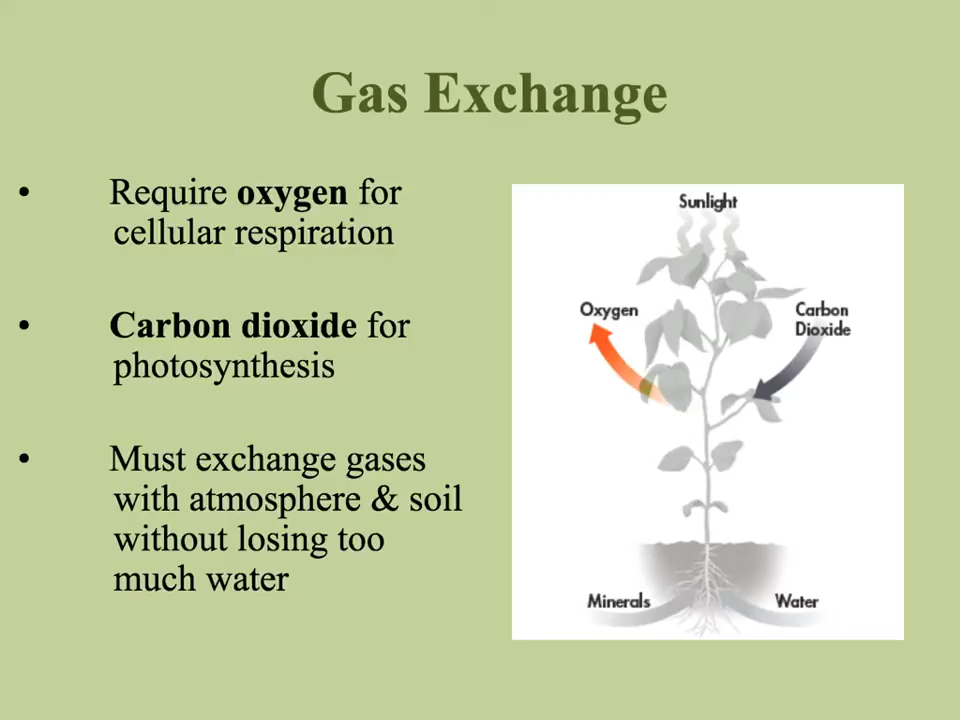 Gas Exchange
• Require oxygen for
cellular respiration
• Carbon dioxide for
photosynthesis
• Must exchange gases
with atmosphere & soil
without losing too
much water
Sunlight
Oxygen
Carbon
Dioxide
Minerals
Water